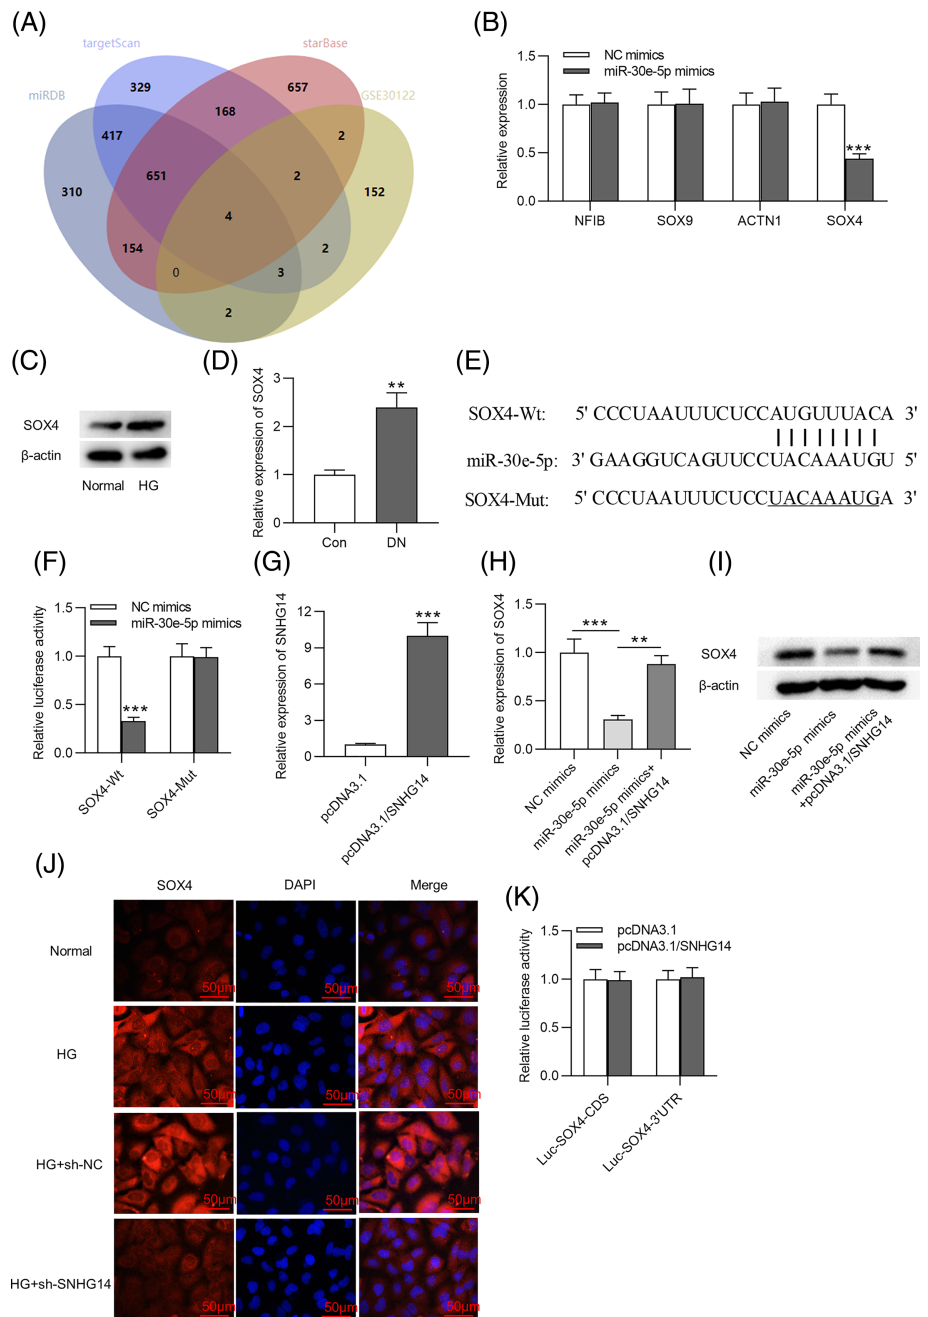 (A)
targetScan
starBase
miRDB
GSE30122
329
657
168
417
2
310
651
2
152
4
154
2
0
3
2
(B)
NC mimics
miR-30e-5p mimics
Relative expression
1.5
1.0
0.5
0.0
NFIB
SOX9
ACTN1
SOX4
***
(C)
SOX4
β-actin
Normal
HG
(D)
Relative expression of SOX4
3
2
1
0
**
Con
DN
(E)
SOX4-Wt: 5' CCCUAAUUUCUCCAUGUUUACA 3'
miR-30e-5p: 3' GAAGGUCAGUUCCUACAAAUGU 5'
SOX4-Mut: 5' CCCUAAUUUCUCCUACAAAUGA 3'
(F)
NC mimics
miR-30e-5p mimics
Relative luciferase activity
1.5
1.0
0.5
0.0
***
SOX4-Wt
SOX4-Mut
(G)
Relative expression of SNHG14
12
9
6
3
0
***
pcDNA3.1
pcDNA3.1/SNHG14
(H)
Relative expression of SOX4
1.5
1.0
0.5
0.0
***
**
NC mimics
miR-30e-5p mimics
miR-30e-5p mimics+
pcDNA3.1/SNHG14
(I)
SOX4
β-actin
NC mimics
miR-30e-5p mimics
miR-30e-5p mimics
+pcDNA3.1/SNHG14
(J)
SOX4
DAPI
Merge
Normal
50μm
50μm
50μm
HG
50μm
50μm
50μm
HG+sh-NC
50μm
50μm
50μm
HG+sh-SNHG14
50μm
50μm
50μm
(K)
pcDNA3.1
pcDNA3.1/SNHG14
Relative luciferase activity
1.5
1.0
0.5
0.0
Luc-SOX4-CDS
Luc-SOX4-3'UTR